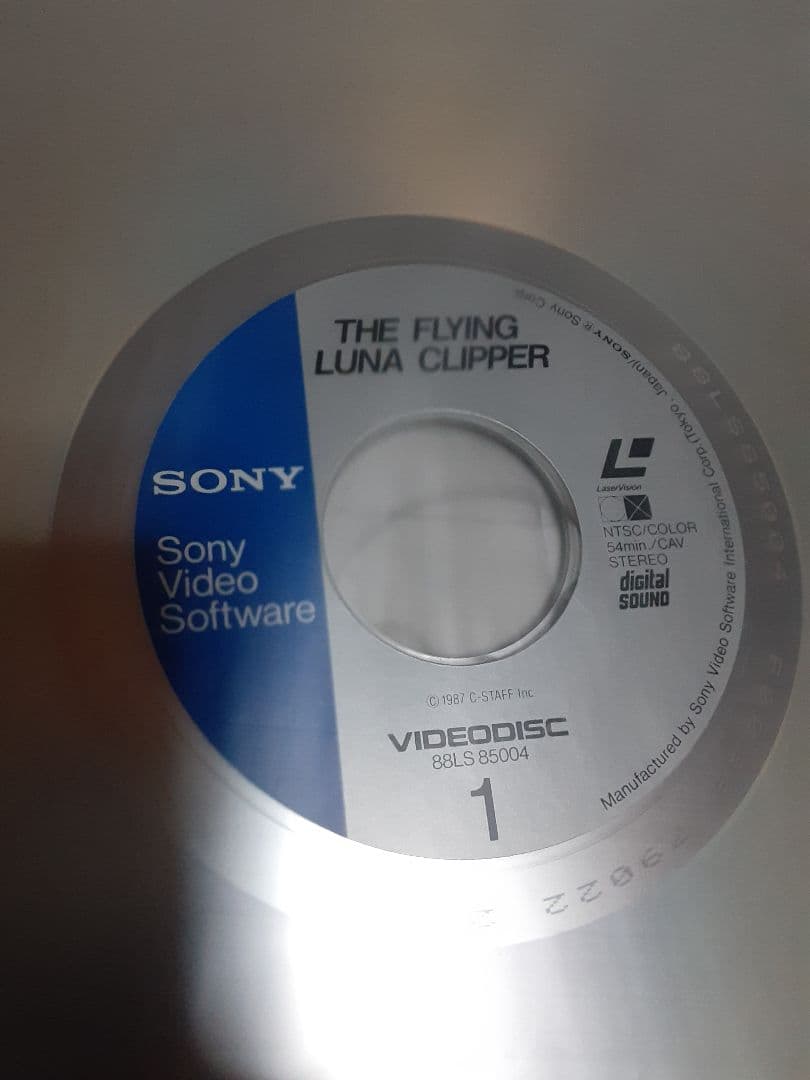 THE FLYING
LUNA CLIPPER
SONY
Sony
Video
Software
LaserVision
NTSC/COLOR
54min./CAV
STEREO
digital
SOUND
© 1987 C-STAFF Inc.
VIDEODISC
88LS 85004
1
Manufactured by Sony Video Software International Corp.(Tokyo, Japan)/SONY ® Sony Corp.